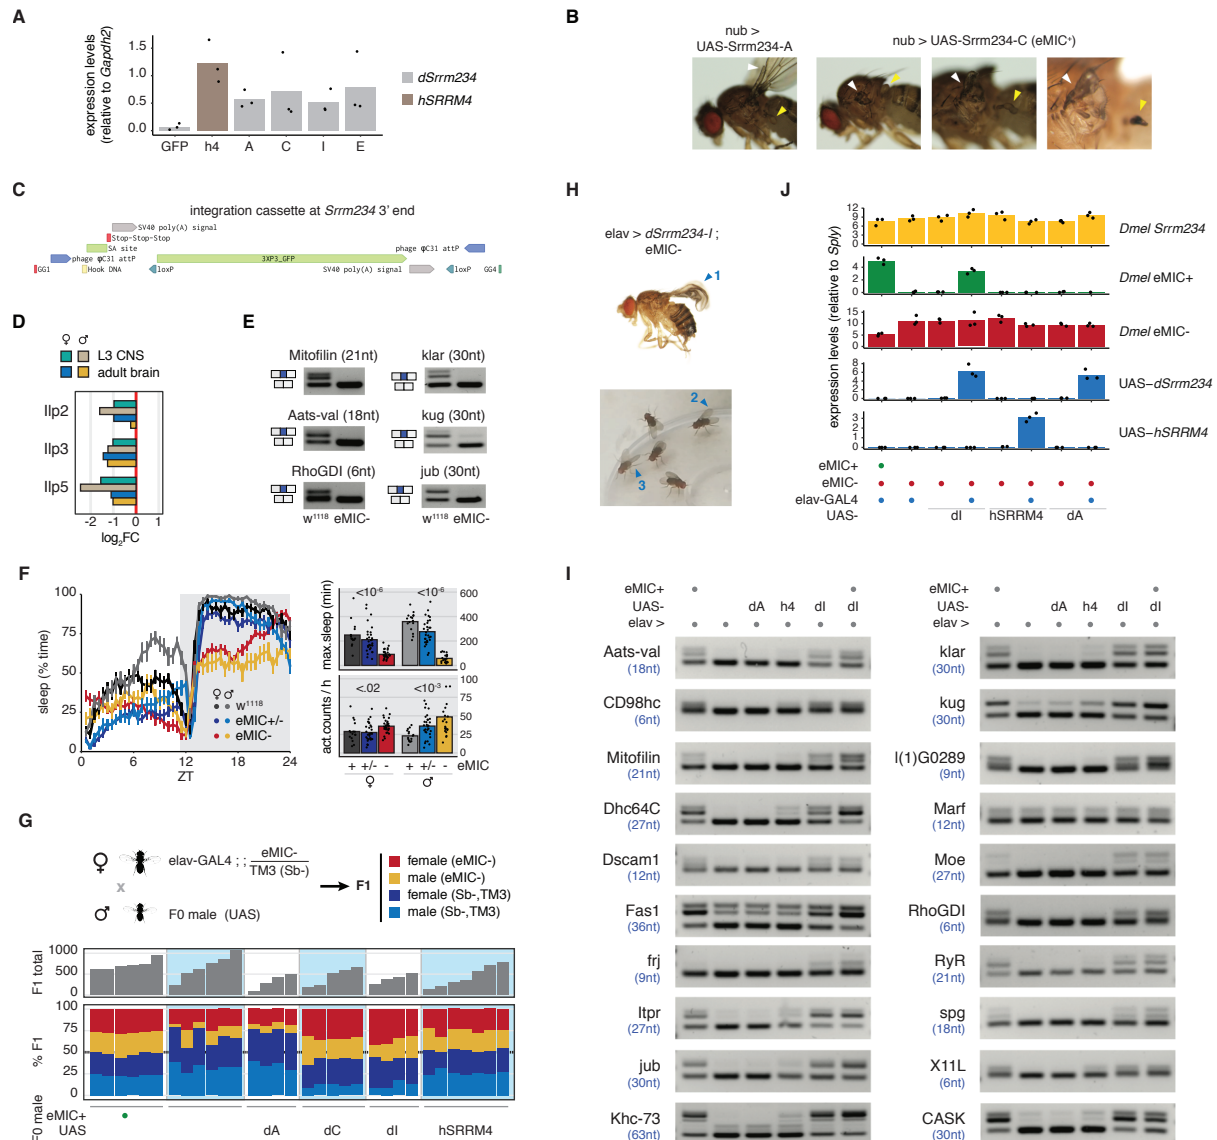 A
expression levels
(relative to Gapdh2)
1.5
1.0
0.5
0.0
GFP h4 A C I E
dSrrm234
hSRRM4
B
nub >
UAS-Srrm234-A
nub > UAS-Srrm234-C (eMIC⁺)
C
integration cassette at Srrm234 3’ end
SV40 poly(A) signal
Stop-Stop-Stop
SA site
phage φC31 attP
phage φC31 attP
3XP3_GFP
GG1
Hook DNA
loxP
SV40 poly(A) signal
loxP
GG4
D
♀ ♂
L3 CNS
adult brain
Ilp2
Ilp3
Ilp5
-2 -1 0 1
log₂FC
E
Mitofilin (21nt)
klar (30nt)
Aats-val (18nt)
kug (30nt)
RhoGDI (6nt)
jub (30nt)
w¹¹¹⁸ eMIC-
w¹¹¹⁸ eMIC-
F
sleep (% time)
100
75
50
25
0
0 6 12 18 24
ZT
♀ ♂
w¹¹¹⁸
eMIC+/-
eMIC-
max.sleep (min)
<10⁻⁶ <10⁻⁶
600
400
200
0
act.counts / h
<.02 <10⁻³
100
75
50
25
0
+ +/- - + +/- - eMIC
♀ ♂
G
♀ elav-GAL4 ; ; eMIC-
TM3 (Sb-)
x
♂ F0 male (UAS)
F1
female (eMIC-)
male (eMIC-)
female (Sb-,TM3)
male (Sb-,TM3)
F1 total
1000
500
0
% F1
100
75
50
25
0
F0 male
eMIC+
UAS dA dC dI hSRRM4
H
elav > dSrrm234-I ;
eMIC-
1
2
3
J
expression levels (relative to Sply)
12
9
6
3
0
Dmel Srrm234
4
2
0
Dmel eMIC+
15
10
5
0
Dmel eMIC-
8
6
4
2
0
UAS–dSrrm234
3
2
1
0
UAS–hSRRM4
eMIC+
eMIC-
elav-GAL4
UAS- dI hSRRM4 dA
I
eMIC+
UAS- dA h4 dI dI
elav >
Aats-val
(18nt)
CD98hc
(6nt)
Mitofilin
(21nt)
Dhc64C
(27nt)
Dscam1
(12nt)
Fas1
(36nt)
frj
(9nt)
Itpr
(27nt)
jub
(30nt)
Khc-73
(63nt)
eMIC+
UAS- dA h4 dI dI
elav >
klar
(30nt)
kug
(30nt)
l(1)G0289
(9nt)
Marf
(12nt)
Moe
(27nt)
RhoGDI
(6nt)
RyR
(21nt)
spg
(18nt)
X11L
(6nt)
CASK
(30nt)